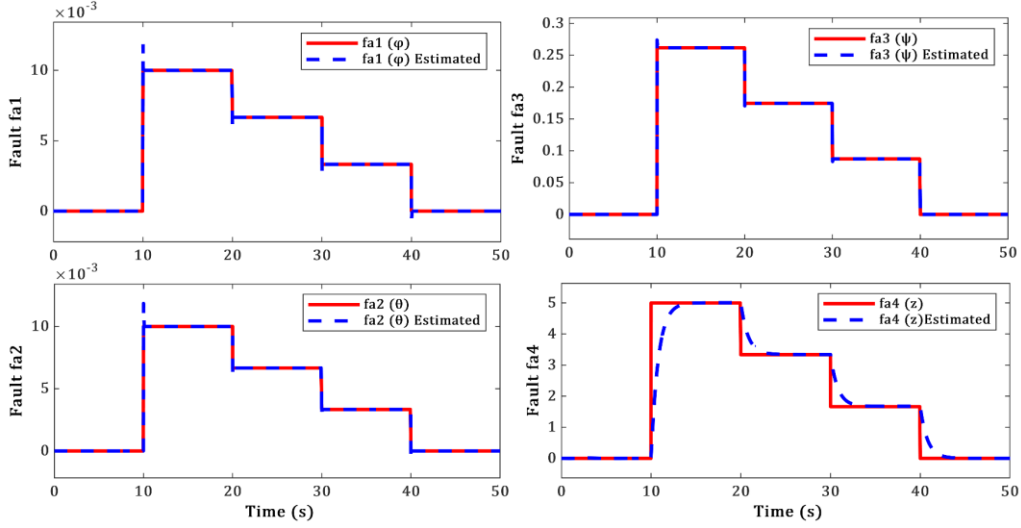 ×10⁻³
fa1 (φ)
fa1 (φ) Estimated
Fault fa1
10
5
0
0 10 20 30 40 50
fa3 (ψ)
fa3 (ψ) Estimated
Fault fa3
0.3
0.25
0.2
0.15
0.1
0.05
0
0 10 20 30 40 50
×10⁻³
fa2 (θ)
fa2 (θ) Estimated
Fault fa2
10
5
0
0 10 20 30 40 50
Time (s)
fa4 (z)
fa4 (z)Estimated
Fault fa4
5
4
3
2
1
0
0 10 20 30 40 50
Time (s)